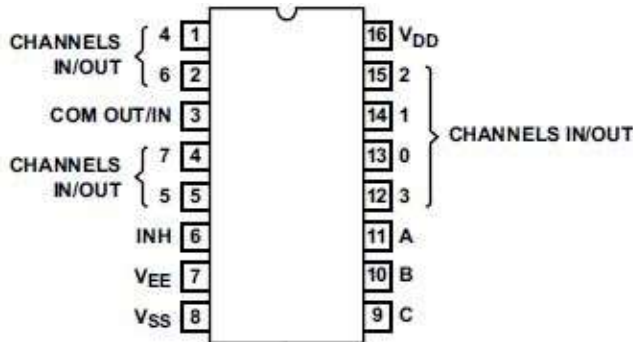 CHANNELS
IN/OUT
4 1
6 2
COM OUT/IN 3
CHANNELS
IN/OUT
7 4
5 5
INH 6
VEE 7
VSS 8
16 VDD
15 2
14 1
13 0
12 3
CHANNELS IN/OUT
11 A
10 B
9 C